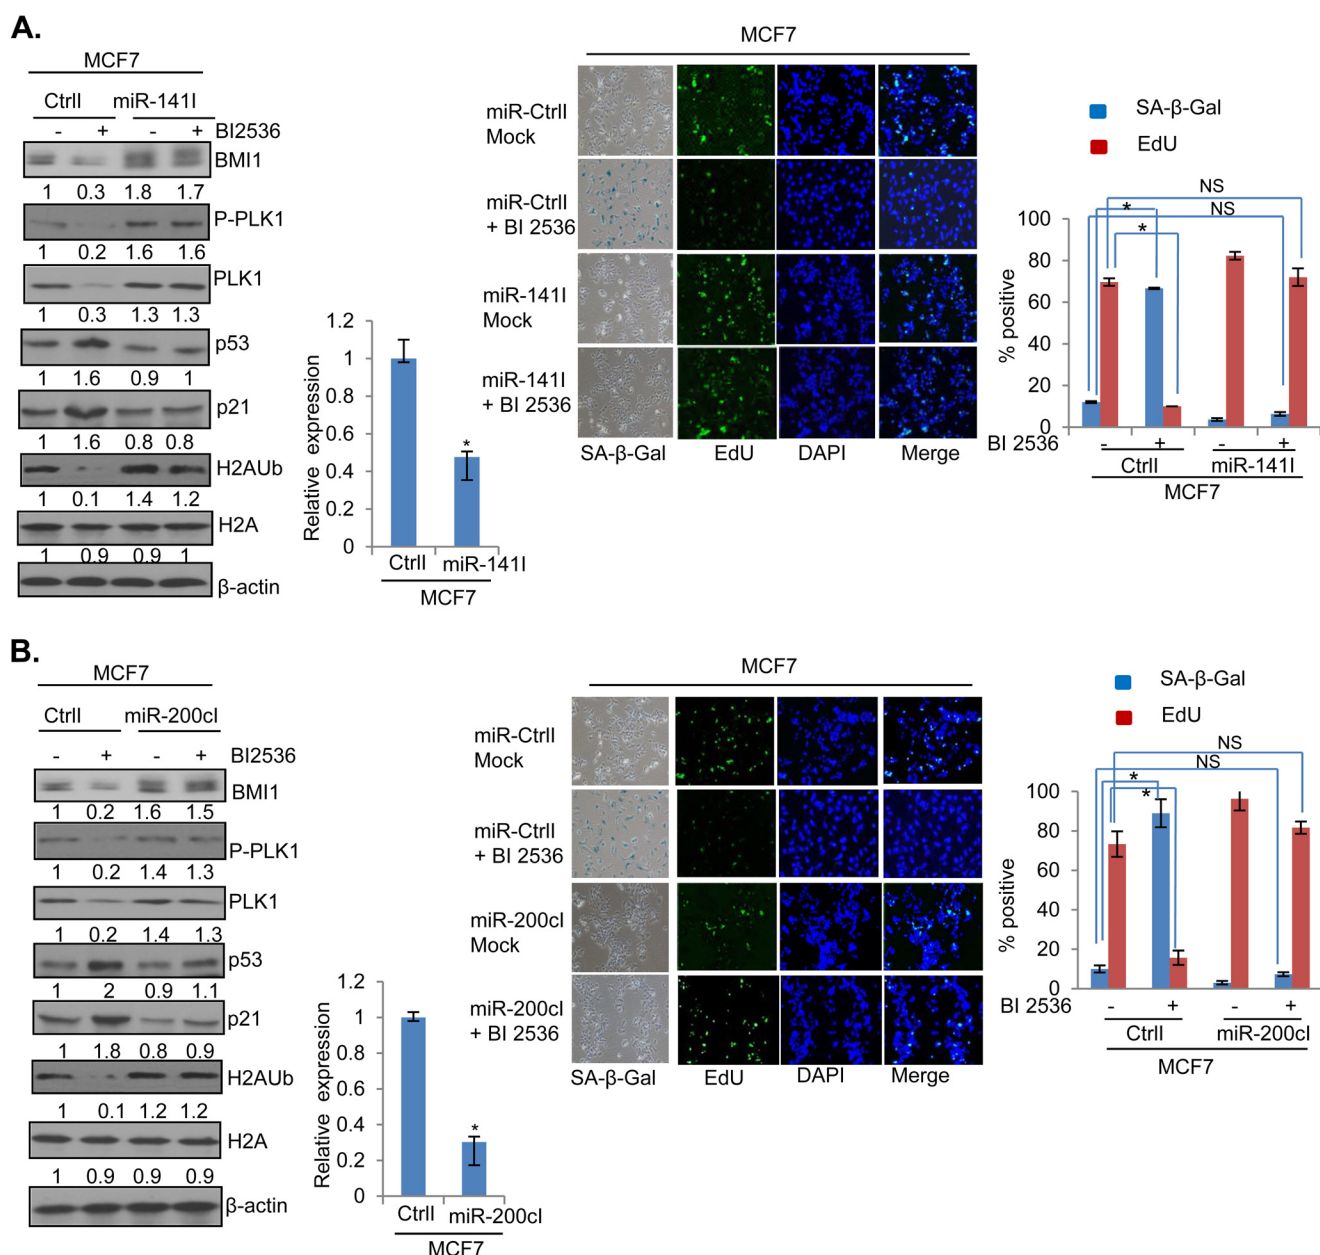 A.
MCF7
CtrlI miR-141I
- + - + BI2536
BMI1
1 0.3 1.8 1.7
P-PLK1
1 0.2 1.6 1.6
PLK1
1 0.3 1.3 1.3
p53
1 1.6 0.9 1
p21
1 1.6 0.8 0.8
H2AUb
1 0.1 1.4 1.2
H2A
1 0.9 0.9 1
β-actin
Relative expression
1.2
1
0.8
0.6
0.4
0.2
0
*
CtrlI miR-141I
MCF7
MCF7
miR-CtrlI
Mock
miR-CtrlI
+ BI 2536
miR-141I
Mock
miR-141I
+ BI 2536
SA-β-Gal EdU DAPI Merge
SA-β-Gal
EdU
NS
* NS
*
% positive
100
80
60
40
20
0
BI 2536 - + - +
CtrlI miR-141I
MCF7
B.
MCF7
CtrlI miR-200cI
- + - + BI2536
BMI1
1 0.2 1.6 1.5
P-PLK1
1 0.2 1.4 1.3
PLK1
1 0.2 1.4 1.3
p53
1 2 0.9 1.1
p21
1 1.8 0.8 0.9
H2AUb
1 0.1 1.2 1.2
H2A
1 0.9 0.9 0.9
β-actin
Relative expression
1.2
1
0.8
0.6
0.4
0.2
0
*
CtrlI miR-200cI
MCF7
MCF7
miR-CtrlI
Mock
miR-CtrlI
+ BI 2536
miR-200cI
Mock
miR-200cI
+ BI 2536
SA-β-Gal EdU DAPI Merge
SA-β-Gal
EdU
NS
NS
*
*
% positive
100
80
60
40
20
0
BI 2536 - + - +
CtrlI miR-200cI
MCF7